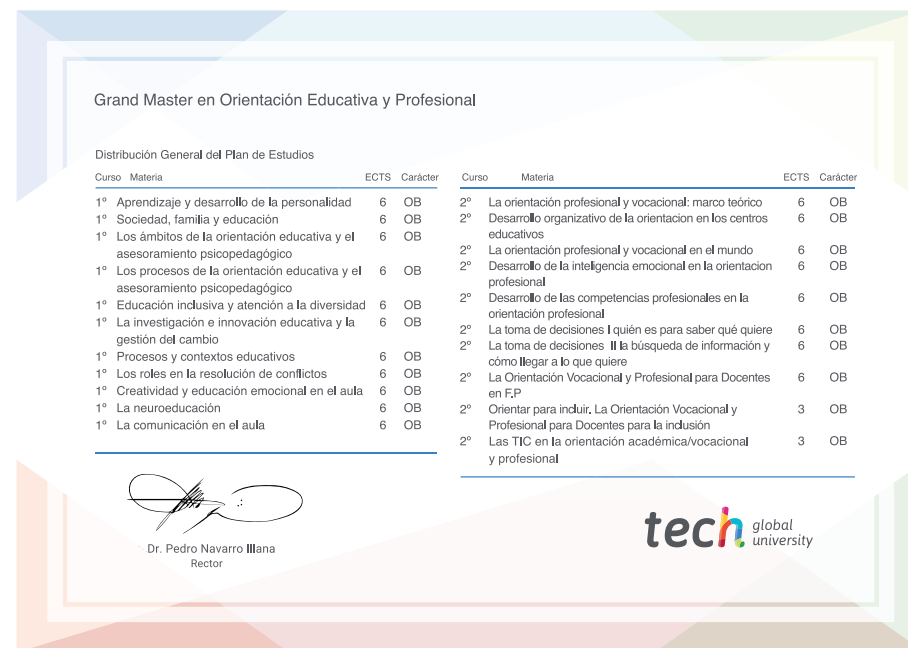 Grand Master en Orientación Educativa y Profesional
Distribución General del Plan de Estudios
Curso Materia ECTS Carácter
1º Aprendizaje y desarrollo de la personalidad 6 OB
1º Sociedad, familia y educación 6 OB
1º Los ámbitos de la orientación educativa y el 6 OB
asesoramiento psicopedagógico
1º Los procesos de la orientación educativa y el 6 OB
asesoramiento psicopedagógico
1º Educación inclusiva y atención a la diversidad 6 OB
1º La investigación e innovación educativa y la 6 OB
gestión del cambio
1º Procesos y contextos educativos 6 OB
1º Los roles en la resolución de conflictos 6 OB
1º Creatividad y educación emocional en el aula 6 OB
1º La neuroeducación 6 OB
1º La comunicación en el aula 6 OB
Curso Materia ECTS Carácter
2º La orientación profesional y vocacional: marco teórico 6 OB
2º Desarrollo organizativo de la orientacion en los centros 6 OB
educativos
2º La orientación profesional y vocacional en el mundo 6 OB
2º Desarrollo de la inteligencia emocional en la orientacion 6 OB
profesional
2º Desarrollo de las competencias profesionales en la 6 OB
orientación profesional
2º La toma de decisiones I quién es para saber qué quiere 6 OB
2º La toma de decisiones II la búsqueda de información y 6 OB
cómo llegar a lo que quiere
2º La Orientación Vocacional y Profesional para Docentes 6 OB
en F.P
2º Orientar para incluir. La Orientación Vocacional y 3 OB
Profesional para Docentes para la inclusión
2º Las TIC en la orientación académica/vocacional 3 OB
y profesional
Dr. Pedro Navarro Illana
Rector
tech global
university